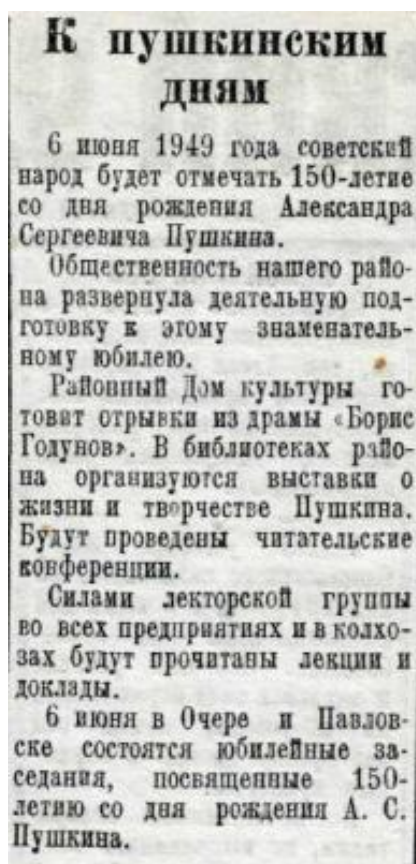 К пушкинским
дням
6 июня 1949 года советский
народ будет отмечать 150-летие
со дня рождения Александра
Сергеевича Пушкина.
Общественность нашего райо-
на развернула деятельную под-
готовку к этому знаменатель-
ному юбилею.
Районный Дом культуры го-
товит отрывки из драмы «Борис
Годунов». В библиотеках райо-
на организуются выставки о
жизни и творчестве Пушкина.
Будут проведены читательские
конференции.
Силами лекторской группы
во всех предприятиях и в колхо-
зах будут прочитаны лекции и
доклады.
6 июня в Очере и Павлов-
ске состоятся юбилейные за-
седания, посвященные 150-
летию со дня рождения А. С.
Пушкина.